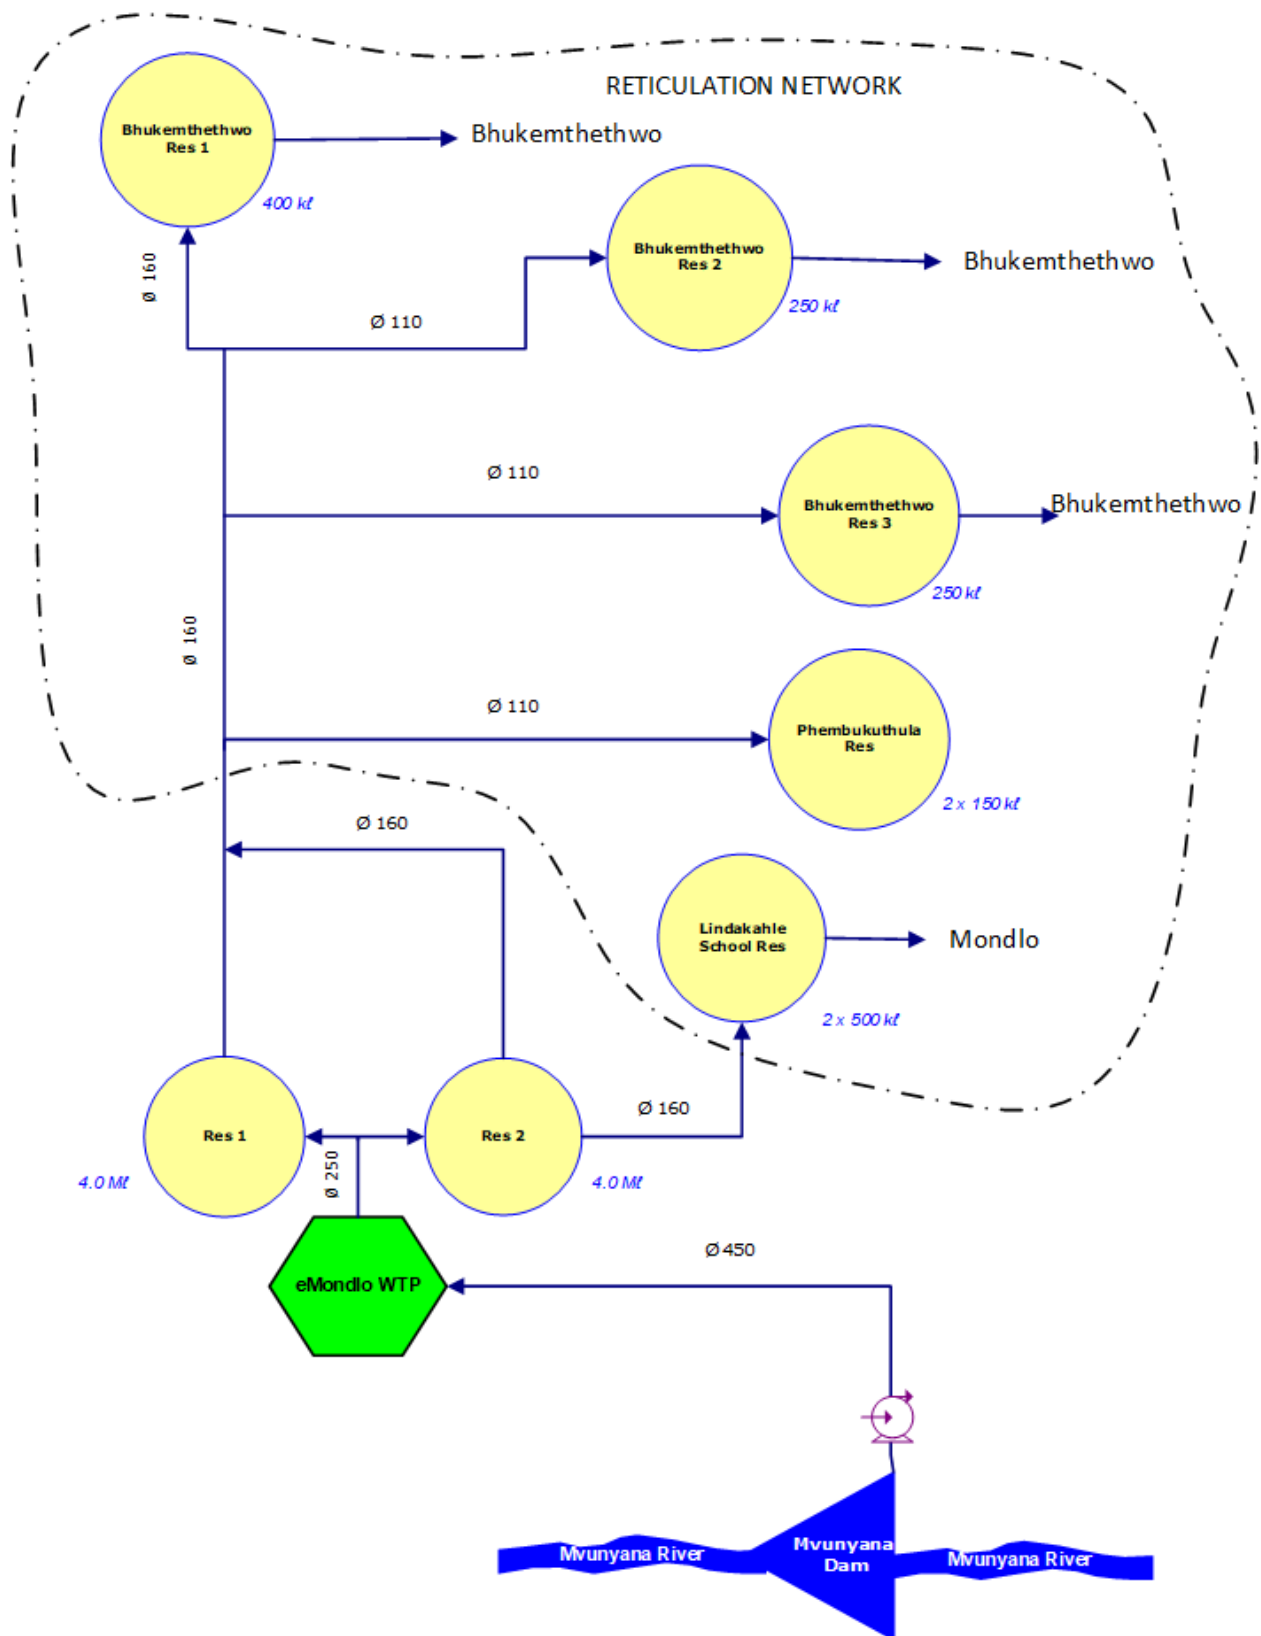 RETICULATION NETWORK
Bhukemthethwo
Res 1
Bhukemthethwo
400 kℓ
Ø 160
Bhukemthethwo
Res 2
Bhukemthethwo
250 kℓ
Ø 110
Ø 110
Bhukemthethwo
Res 3
Bhukemthethwo
250 kℓ
Ø 160
Ø 110
Phembukuthula
Res
2 x 150 kℓ
Ø 160
Lindakahle
School Res
Mondlo
2 x 500 kℓ
Ø 160
Res 1
Res 2
4.0 Mℓ
4.0 Mℓ
Ø 250
Ø 450
eMondlo WTP
Mvunyana River
Mvunyana
Dam
Mvunyana River